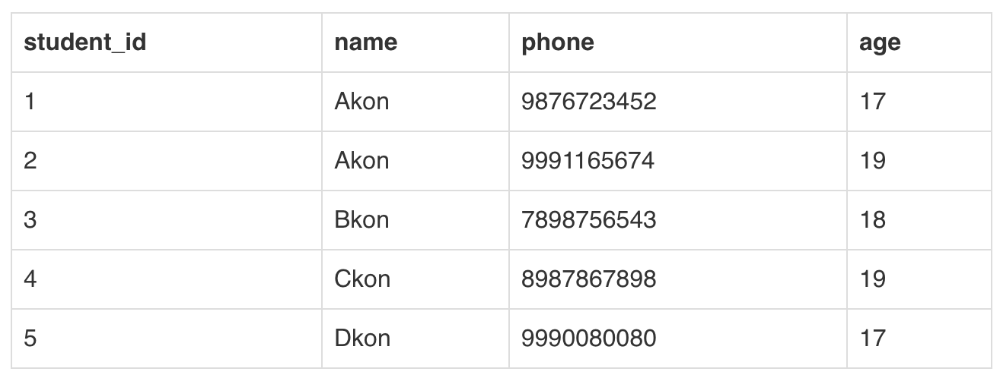 student_id name phone age
1 Akon 9876723452 17
2 Akon 9991165674 19
3 Bkon 7898756543 18
4 Ckon 8987867898 19
5 Dkon 9990080080 17